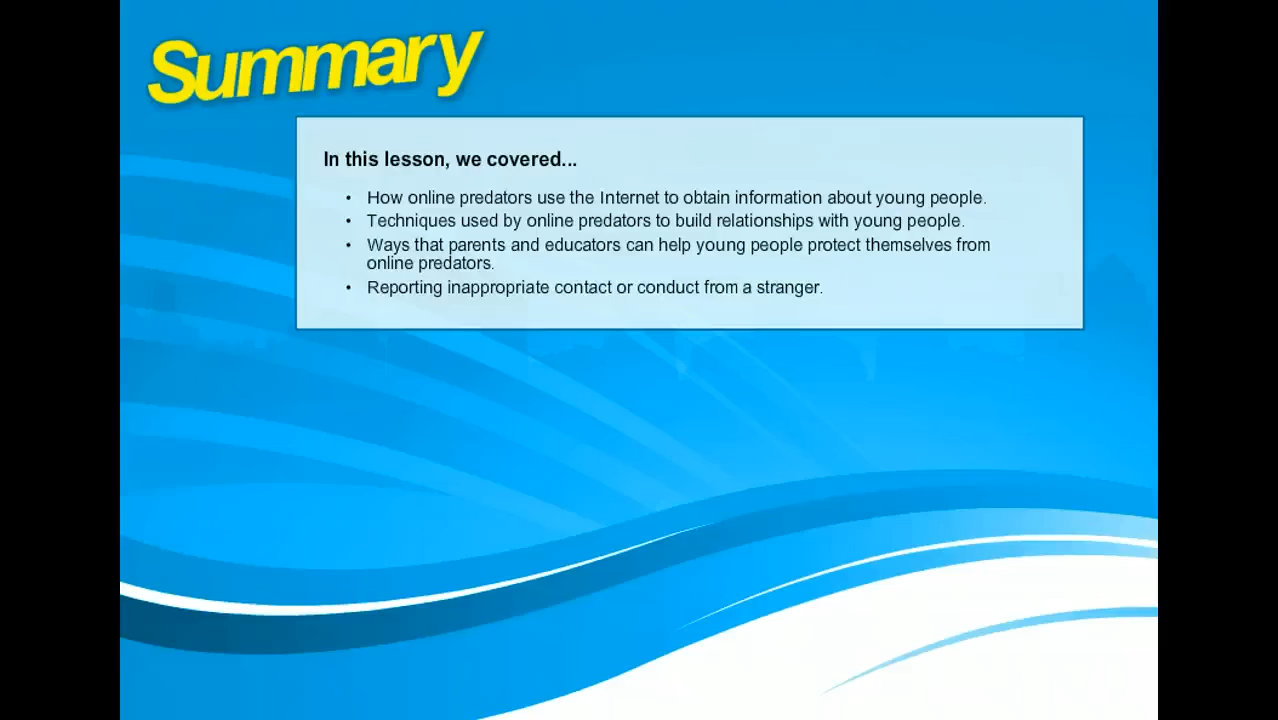 Summary
In this lesson, we covered...
• How online predators use the Internet to obtain information about young people.
• Techniques used by online predators to build relationships with young people.
• Ways that parents and educators can help young people protect themselves from
online predators.
• Reporting inappropriate contact or conduct from a stranger.